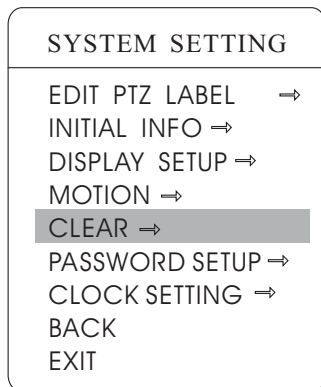 SYSTEM SETTING
EDIT PTZ LABEL ⇒
INITIAL INFO ⇒
DISPLAY SETUP ⇒
MOTION ⇒
CLEAR ⇒
PASSWORD SETUP ⇒
CLOCK SETTING ⇒
BACK
EXIT